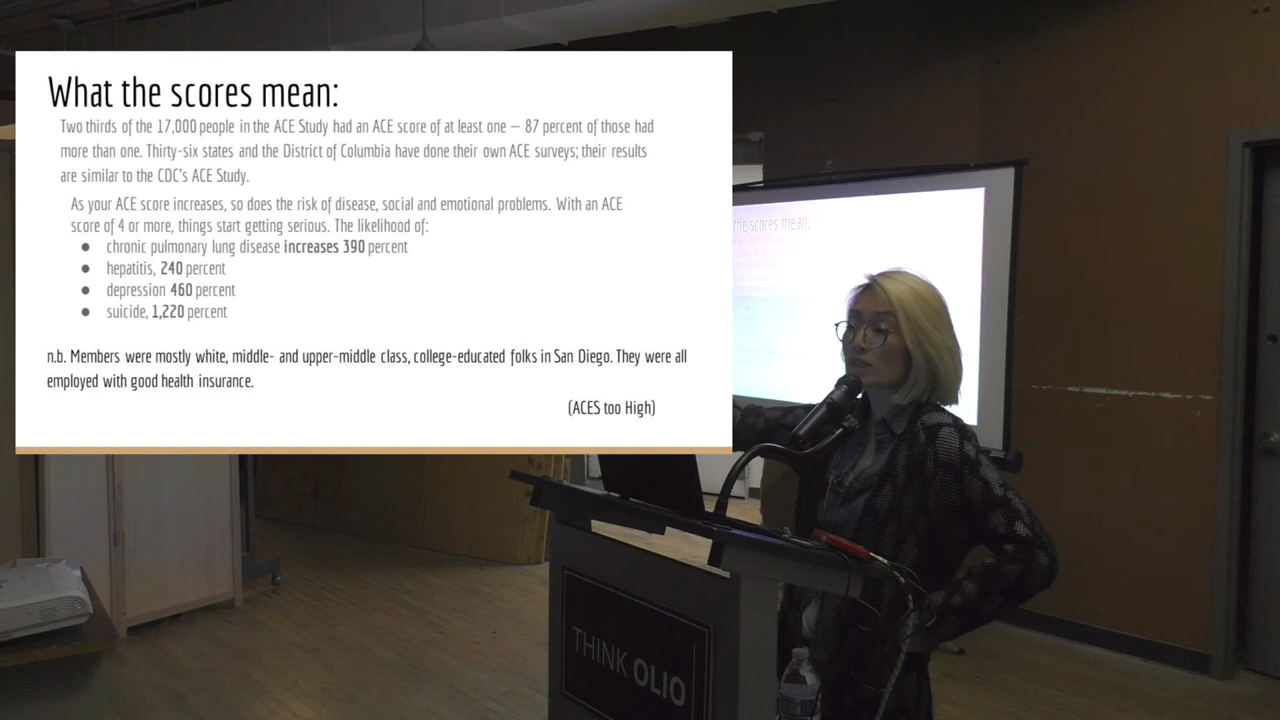 What the scores mean:
Two thirds of the 17,000 people in the ACE Study had an ACE score of at least one — 87 percent of those had
more than one. Thirty-six states and the District of Columbia have done their own ACE surveys; their results
are similar to the CDC's ACE Study.
As your ACE score increases, so does the risk of disease, social and emotional problems. With an ACE
score of 4 or more, things start getting serious. The likelihood of:
● chronic pulmonary lung disease increases 390 percent
● hepatitis, 240 percent
● depression 460 percent
● suicide, 1,220 percent
n.b. Members were mostly white, middle- and upper-middle class, college-educated folks in San Diego. They were all
employed with good health insurance.
(ACES too High)
the scores mean:
THINK OLIO